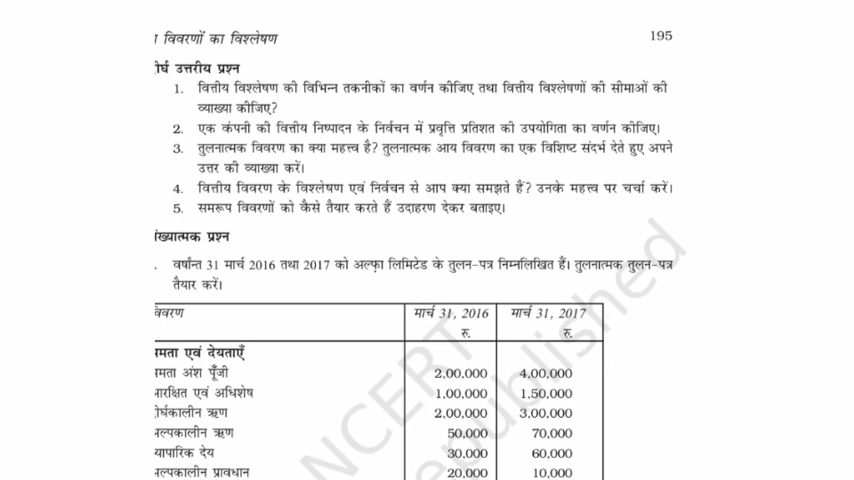 ा विवरणों का विश्लेषण 195
ीर्घ उत्तरीय प्रश्न
1. वित्तीय विश्लेषण की विभिन्न तकनीकों का वर्णन कीजिए तथा वित्तीय विश्लेषणों की सीमाओं की
व्याख्या कीजिए?
2. एक कंपनी की वित्तीय निष्पादन के निर्वचन में प्रवृत्ति प्रतिशत की उपयोगिता का वर्णन कीजिए।
3. तुलनात्मक विवरण का क्या महत्त्व है? तुलनात्मक आय विवरण का एक विशिष्ट संदर्भ देते हुए अपने
उत्तर की व्याख्या करें।
4. वित्तीय विवरण के विश्लेषण एवं निर्वचन से आप क्या समझते हैं? उनके महत्त्व पर चर्चा करें।
5. समरूप विवरणों को कैसे तैयार करते हैं उदाहरण देकर बताइए।
ंख्यात्मक प्रश्न
. वर्षान्त 31 मार्च 2016 तथा 2017 को अल्फ़ा लिमिटेड के तुलन-पत्र निम्नलिखित हैं। तुलनात्मक तुलन-पत्र
तैयार करें।
विवरण मार्च 31, 2016 मार्च 31, 2017
रु. रु.
समता एवं देयताएँ
समता अंश पूँजी 2,00,000 4,00,000
आरक्षित एवं अधिशेष 1,00,000 1,50,000
दीर्घकालीन ऋण 2,00,000 3,00,000
अल्पकालीन ऋण 50,000 70,000
व्यापारिक देय 30,000 60,000
अल्पकालीन प्रावधान 20,000 10,000
NCERT
republished